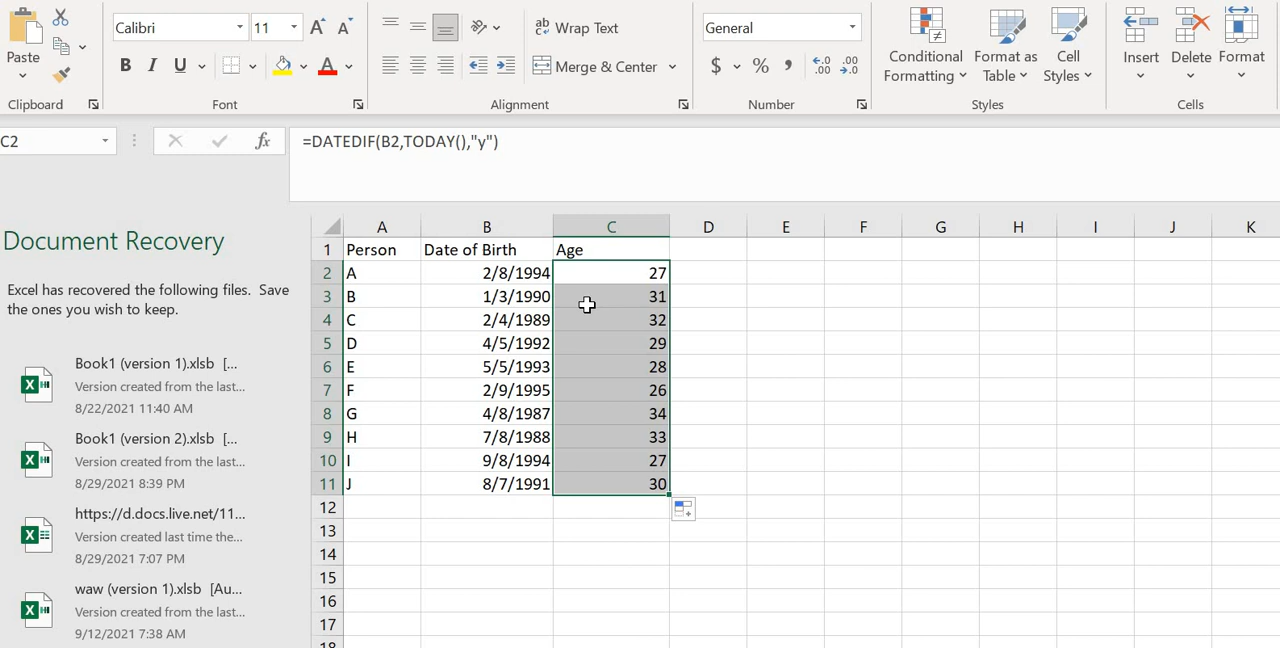 Calibri 11 A A ab Wrap Text General
Paste B I U A Merge & Center $ % Conditional Formatting Format as Table Cell Styles Insert Delete Format
Clipboard Font Alignment Number Styles Cells
C2 fx =DATEDIF(B2,TODAY(),"y")
Document Recovery
Excel has recovered the following files. Save
the ones you wish to keep.
Book1 (version 1).xlsb [...
Version created from the last...
8/22/2021 11:40 AM
Book1 (version 2).xlsb [...
Version created from the last...
8/29/2021 8:39 PM
https://d.docs.live.net/11...
Version created last time the...
8/29/2021 7:07 PM
waw (version 1).xlsb [Au...
Version created from the last...
9/12/2021 7:38 AM
A B C D E F G H I J K
1 Person Date of Birth Age
2 A 2/8/1994 27
3 B 1/3/1990 31
4 C 2/4/1989 32
5 D 4/5/1992 29
6 E 5/5/1993 28
7 F 2/9/1995 26
8 G 4/8/1987 34
9 H 7/8/1988 33
10 I 9/8/1994 27
11 J 8/7/1991 30
12
13
14
15
16
17
18